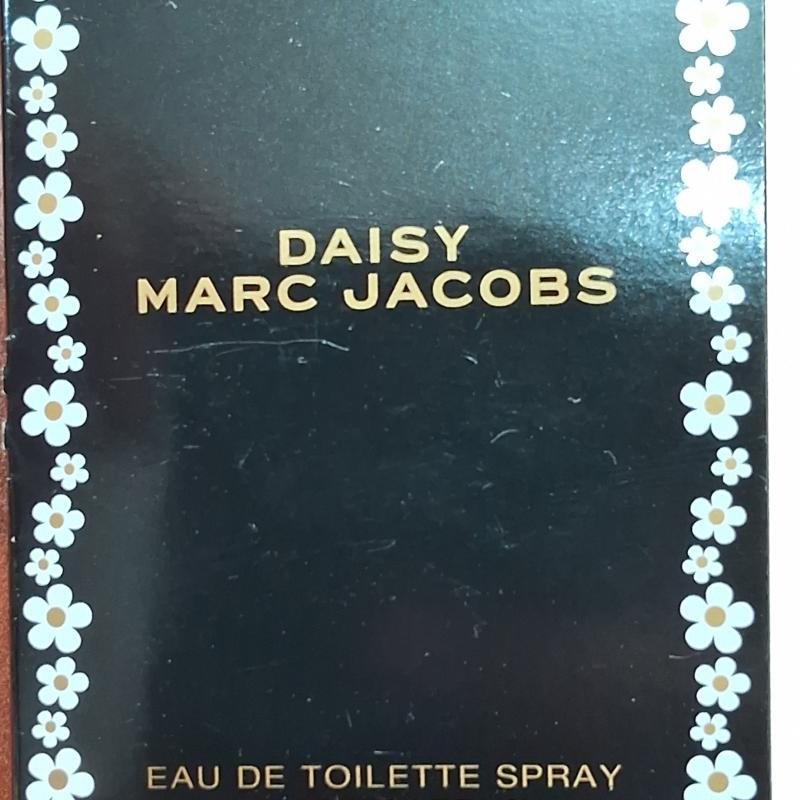 DAISY
MARC JACOBS
EAU DE TOILETTE SPRAY